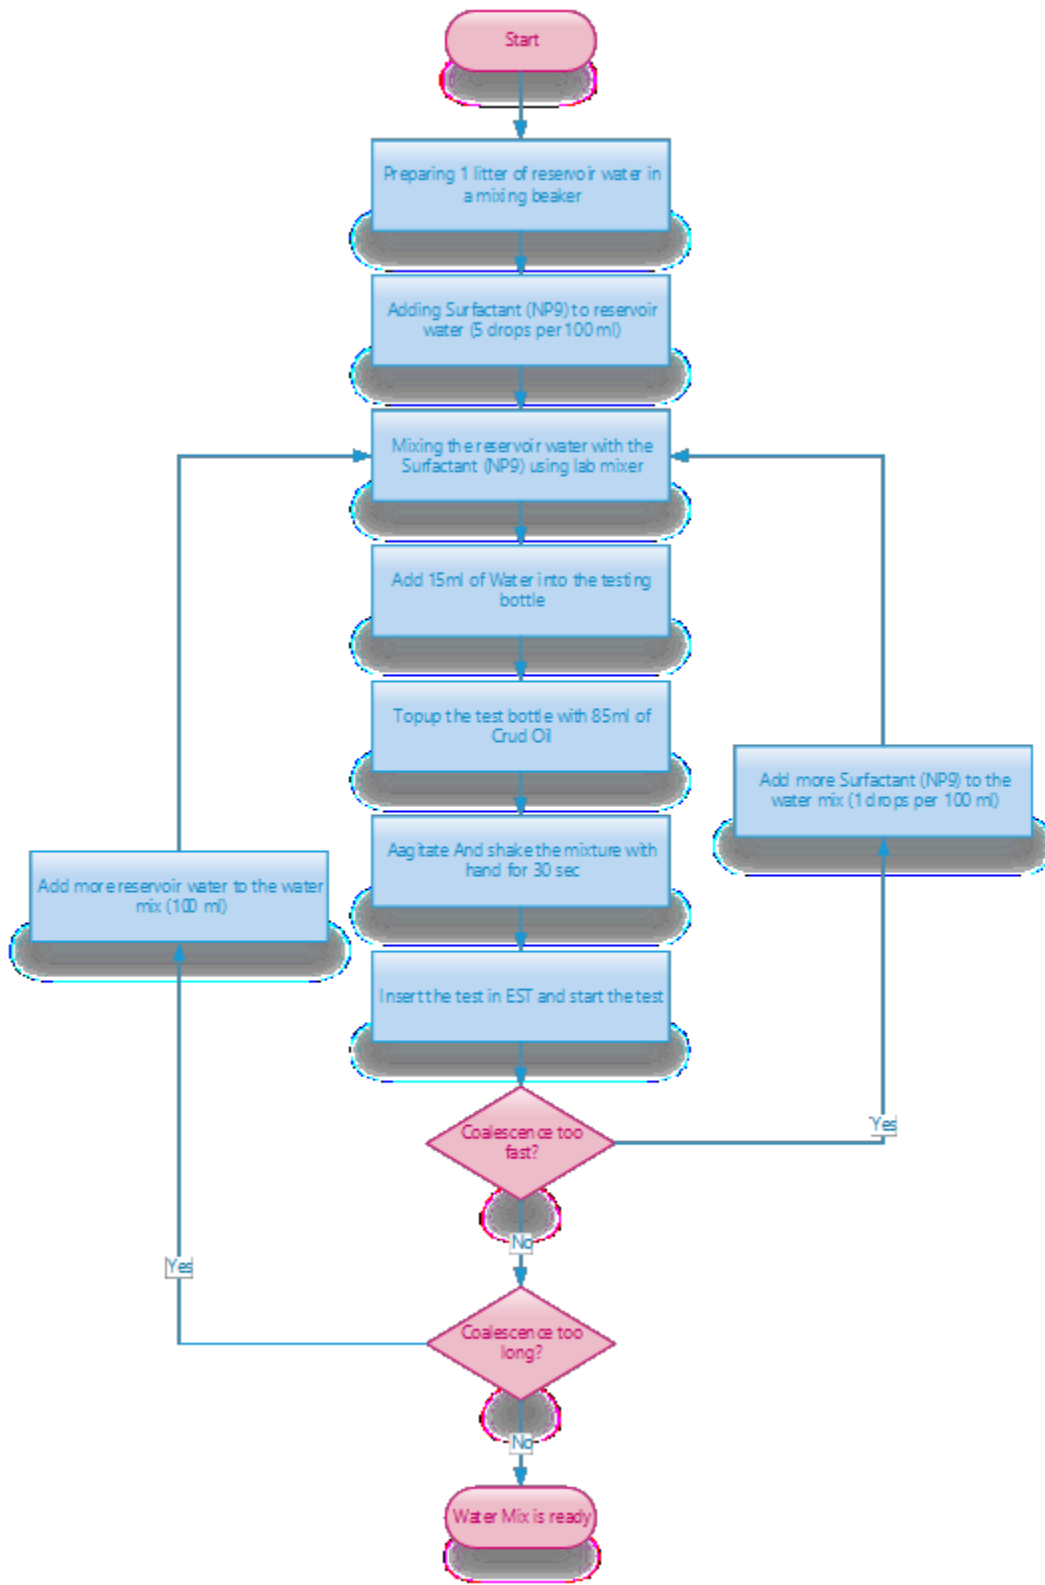 Start
Preparing 1 litter of reservoir water in
a mixing beaker
Adding Surfactant (NP9) to reservoir
water (5 drops per 100 ml)
Mixing the reservoir water with the
Surfactant (NP9) using lab mixer
Add 15ml of Water into the testing
bottle
Topup the test bottle with 85ml of
Crud Oil
Add more Surfactant (NP9) to the
water mix (1 drops per 100 ml)
Aagitate And shake the mixture with
hand for 30 sec
Add more reservoir water to the water
mix (100 ml)
Insert the test in EST and start the test
Coalescence too
fast?
Yes
No
Yes
Coalescence too
long?
No
Water Mix is ready